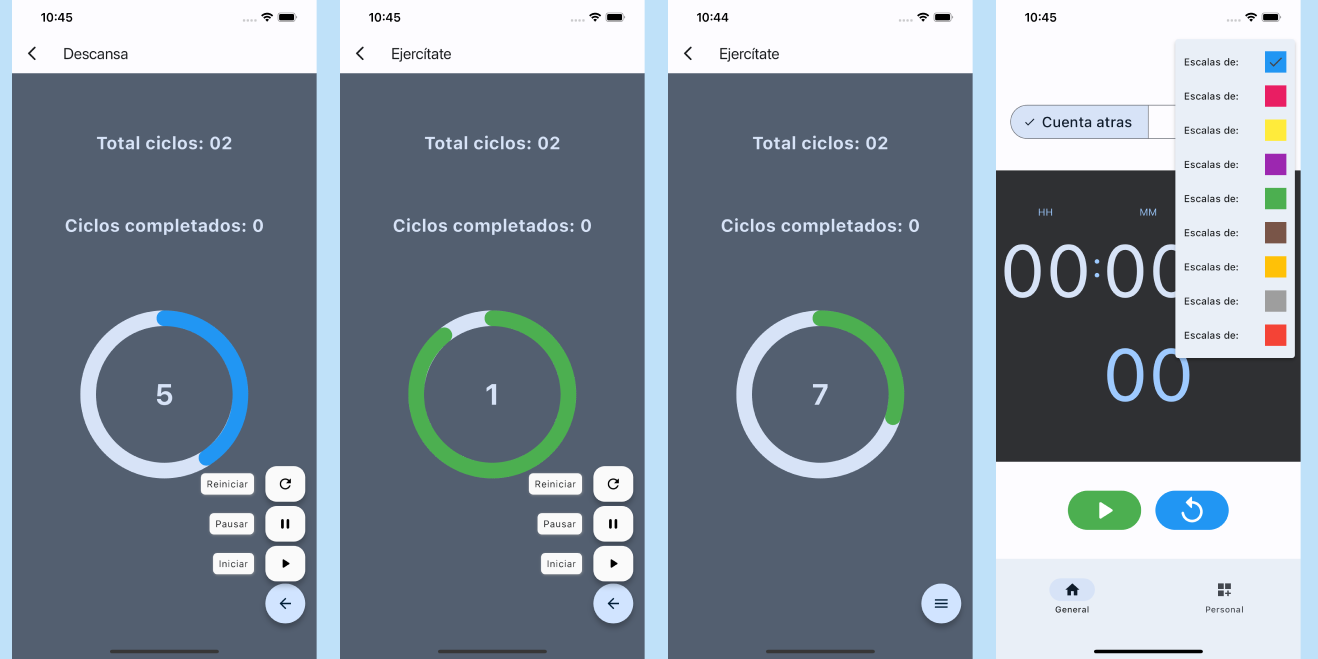 10:45
Descansa
Total ciclos: 02
Ciclos completados: 0
5
Reiniciar
Pausar
Iniciar
10:45
Ejercítate
Total ciclos: 02
Ciclos completados: 0
1
Reiniciar
Pausar
Iniciar
10:44
Ejercítate
Total ciclos: 02
Ciclos completados: 0
7
10:45
Escalas de:
Escalas de:
Escalas de:
Escalas de:
Escalas de:
Escalas de:
Escalas de:
Escalas de:
Escalas de:
Cuenta atras
HH MM
00:00
00
General Personal